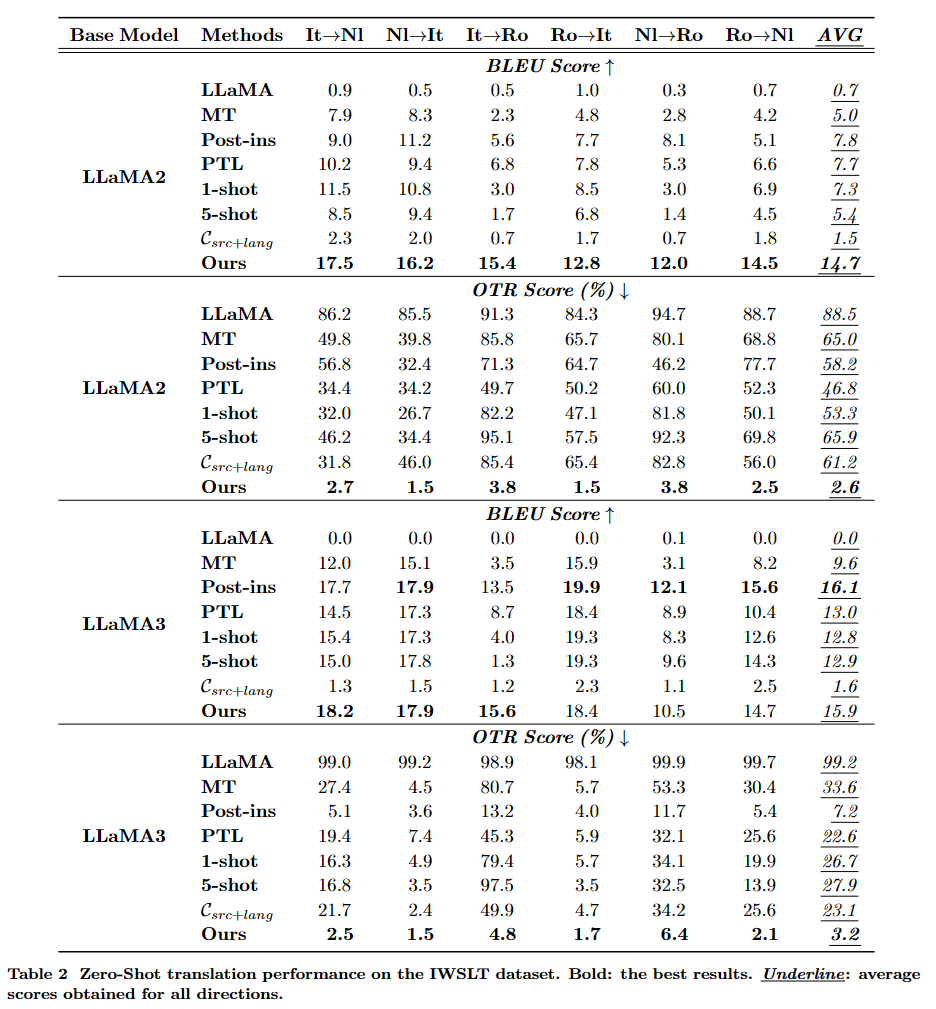 Base Model Methods It→Nl Nl→It It→Ro Ro→It Nl→Ro Ro→Nl AVG
BLEU Score ↑
LLaMA 0.9 0.5 0.5 1.0 0.3 0.7 0.7
MT 7.9 8.3 2.3 4.8 2.8 4.2 5.0
Post-ins 9.0 11.2 5.6 7.7 8.1 5.1 7.8
PTL 10.2 9.4 6.8 7.8 5.3 6.6 7.7
LLaMA2
1-shot 11.5 10.8 3.0 8.5 3.0 6.9 7.3
5-shot 8.5 9.4 1.7 6.8 1.4 4.5 5.4
𝒞src+lang 2.3 2.0 0.7 1.7 0.7 1.8 1.5
Ours 17.5 16.2 15.4 12.8 12.0 14.5 14.7
OTR Score (%) ↓
LLaMA 86.2 85.5 91.3 84.3 94.7 88.7 88.5
MT 49.8 39.8 85.8 65.7 80.1 68.8 65.0
Post-ins 56.8 32.4 71.3 64.7 46.2 77.7 58.2
LLaMA2 PTL 34.4 34.2 49.7 50.2 60.0 52.3 46.8
1-shot 32.0 26.7 82.2 47.1 81.8 50.1 53.3
5-shot 46.2 34.4 95.1 57.5 92.3 69.8 65.9
𝒞src+lang 31.8 46.0 85.4 65.4 82.8 56.0 61.2
Ours 2.7 1.5 3.8 1.5 3.8 2.5 2.6
BLEU Score ↑
LLaMA 0.0 0.0 0.0 0.0 0.1 0.0 0.0
MT 12.0 15.1 3.5 15.9 3.1 8.2 9.6
Post-ins 17.7 17.9 13.5 19.9 12.1 15.6 16.1
PTL 14.5 17.3 8.7 18.4 8.9 10.4 13.0
LLaMA3
1-shot 15.4 17.3 4.0 19.3 8.3 12.6 12.8
5-shot 15.0 17.8 1.3 19.3 9.6 14.3 12.9
𝒞src+lang 1.3 1.5 1.2 2.3 1.1 2.5 1.6
Ours 18.2 17.9 15.6 18.4 10.5 14.7 15.9
OTR Score (%) ↓
LLaMA 99.0 99.2 98.9 98.1 99.9 99.7 99.2
MT 27.4 4.5 80.7 5.7 53.3 30.4 33.6
Post-ins 5.1 3.6 13.2 4.0 11.7 5.4 7.2
LLaMA3 PTL 19.4 7.4 45.3 5.9 32.1 25.6 22.6
1-shot 16.3 4.9 79.4 5.7 34.1 19.9 26.7
5-shot 16.8 3.5 97.5 3.5 32.5 13.9 27.9
𝒞src+lang 21.7 2.4 49.9 4.7 34.2 25.6 23.1
Ours 2.5 1.5 4.8 1.7 6.4 2.1 3.2
Table 2 Zero-Shot translation performance on the IWSLT dataset. Bold: the best results. Underline: average
scores obtained for all directions.